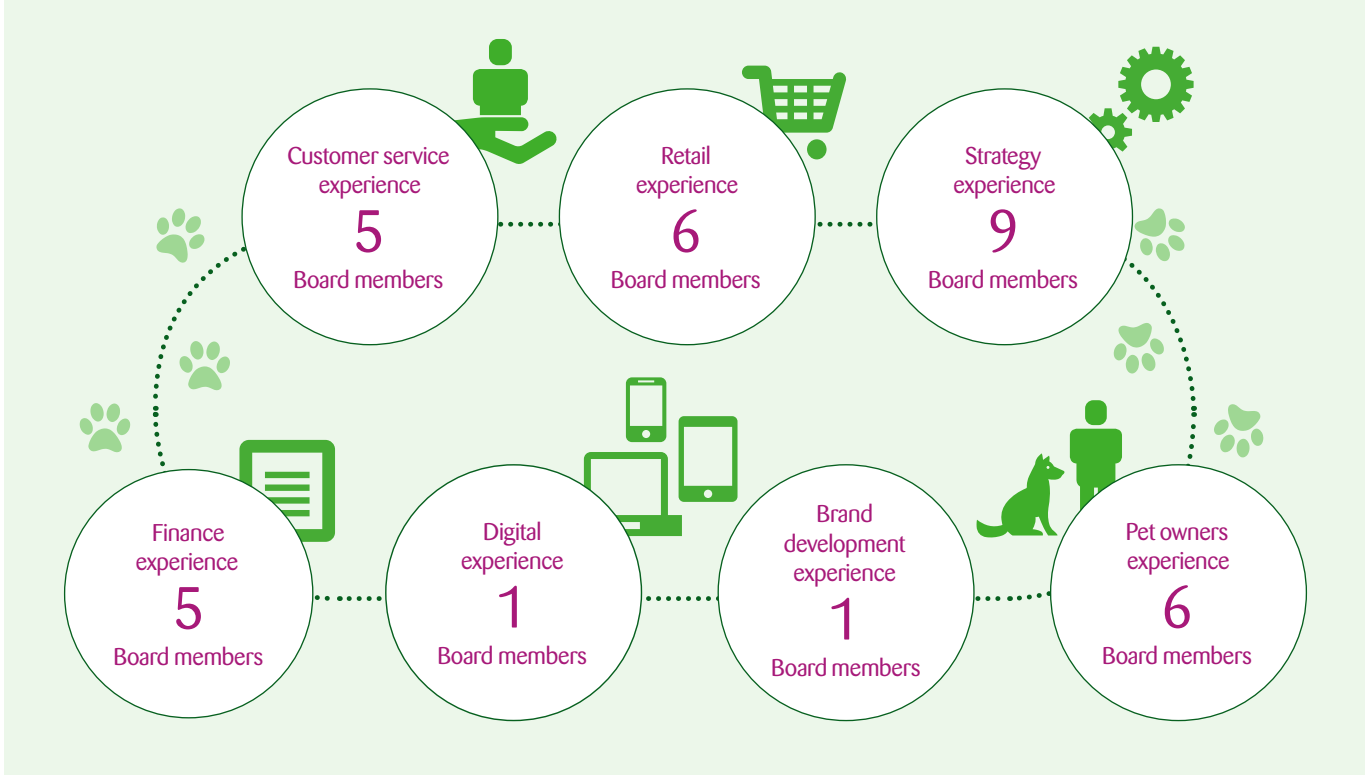 Customer service
experience
5
Board members
Retail
experience
6
Board members
Strategy
experience
9
Board members
Finance
experience
5
Board members
Digital
experience
1
Board members
Brand
development
experience
1
Board members
Pet owners
experience
6
Board members